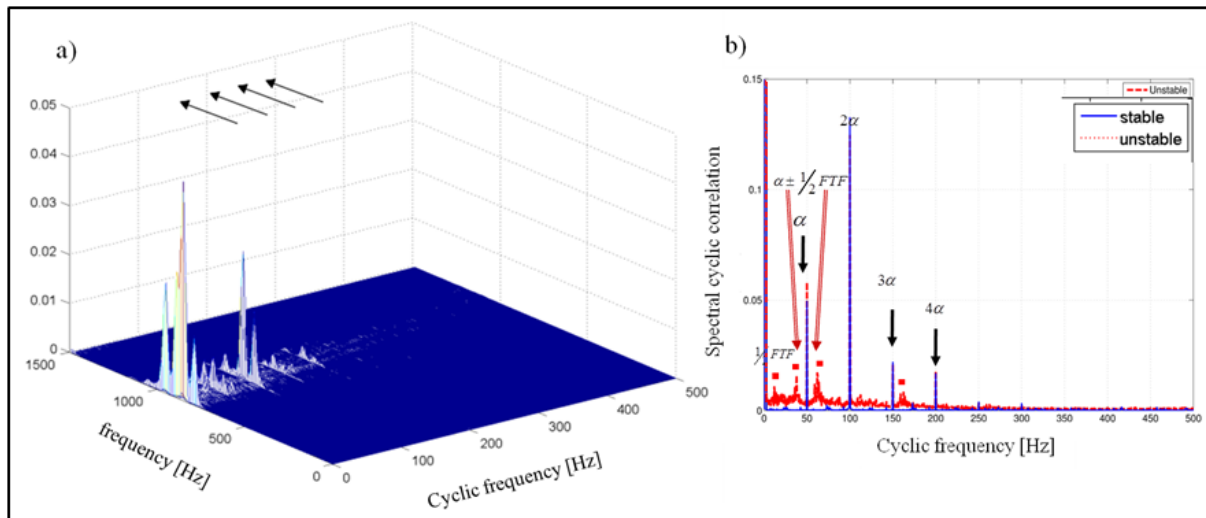 a)
0.05
0.04
0.03
0.02
0.01
0
1500
1000
500
0
frequency [Hz]
0
100
200
300
400
500
Cyclic frequency [Hz]
b)
Spectral cyclic correlation
0.15
0.1
0.05
0
Unstable
stable
unstable
2α
α ± 1/2 FTF
α
3α
4α
1/ FTF
0 50 100 150 200 250 300 350 400 450 500
Cyclic frequency [Hz]